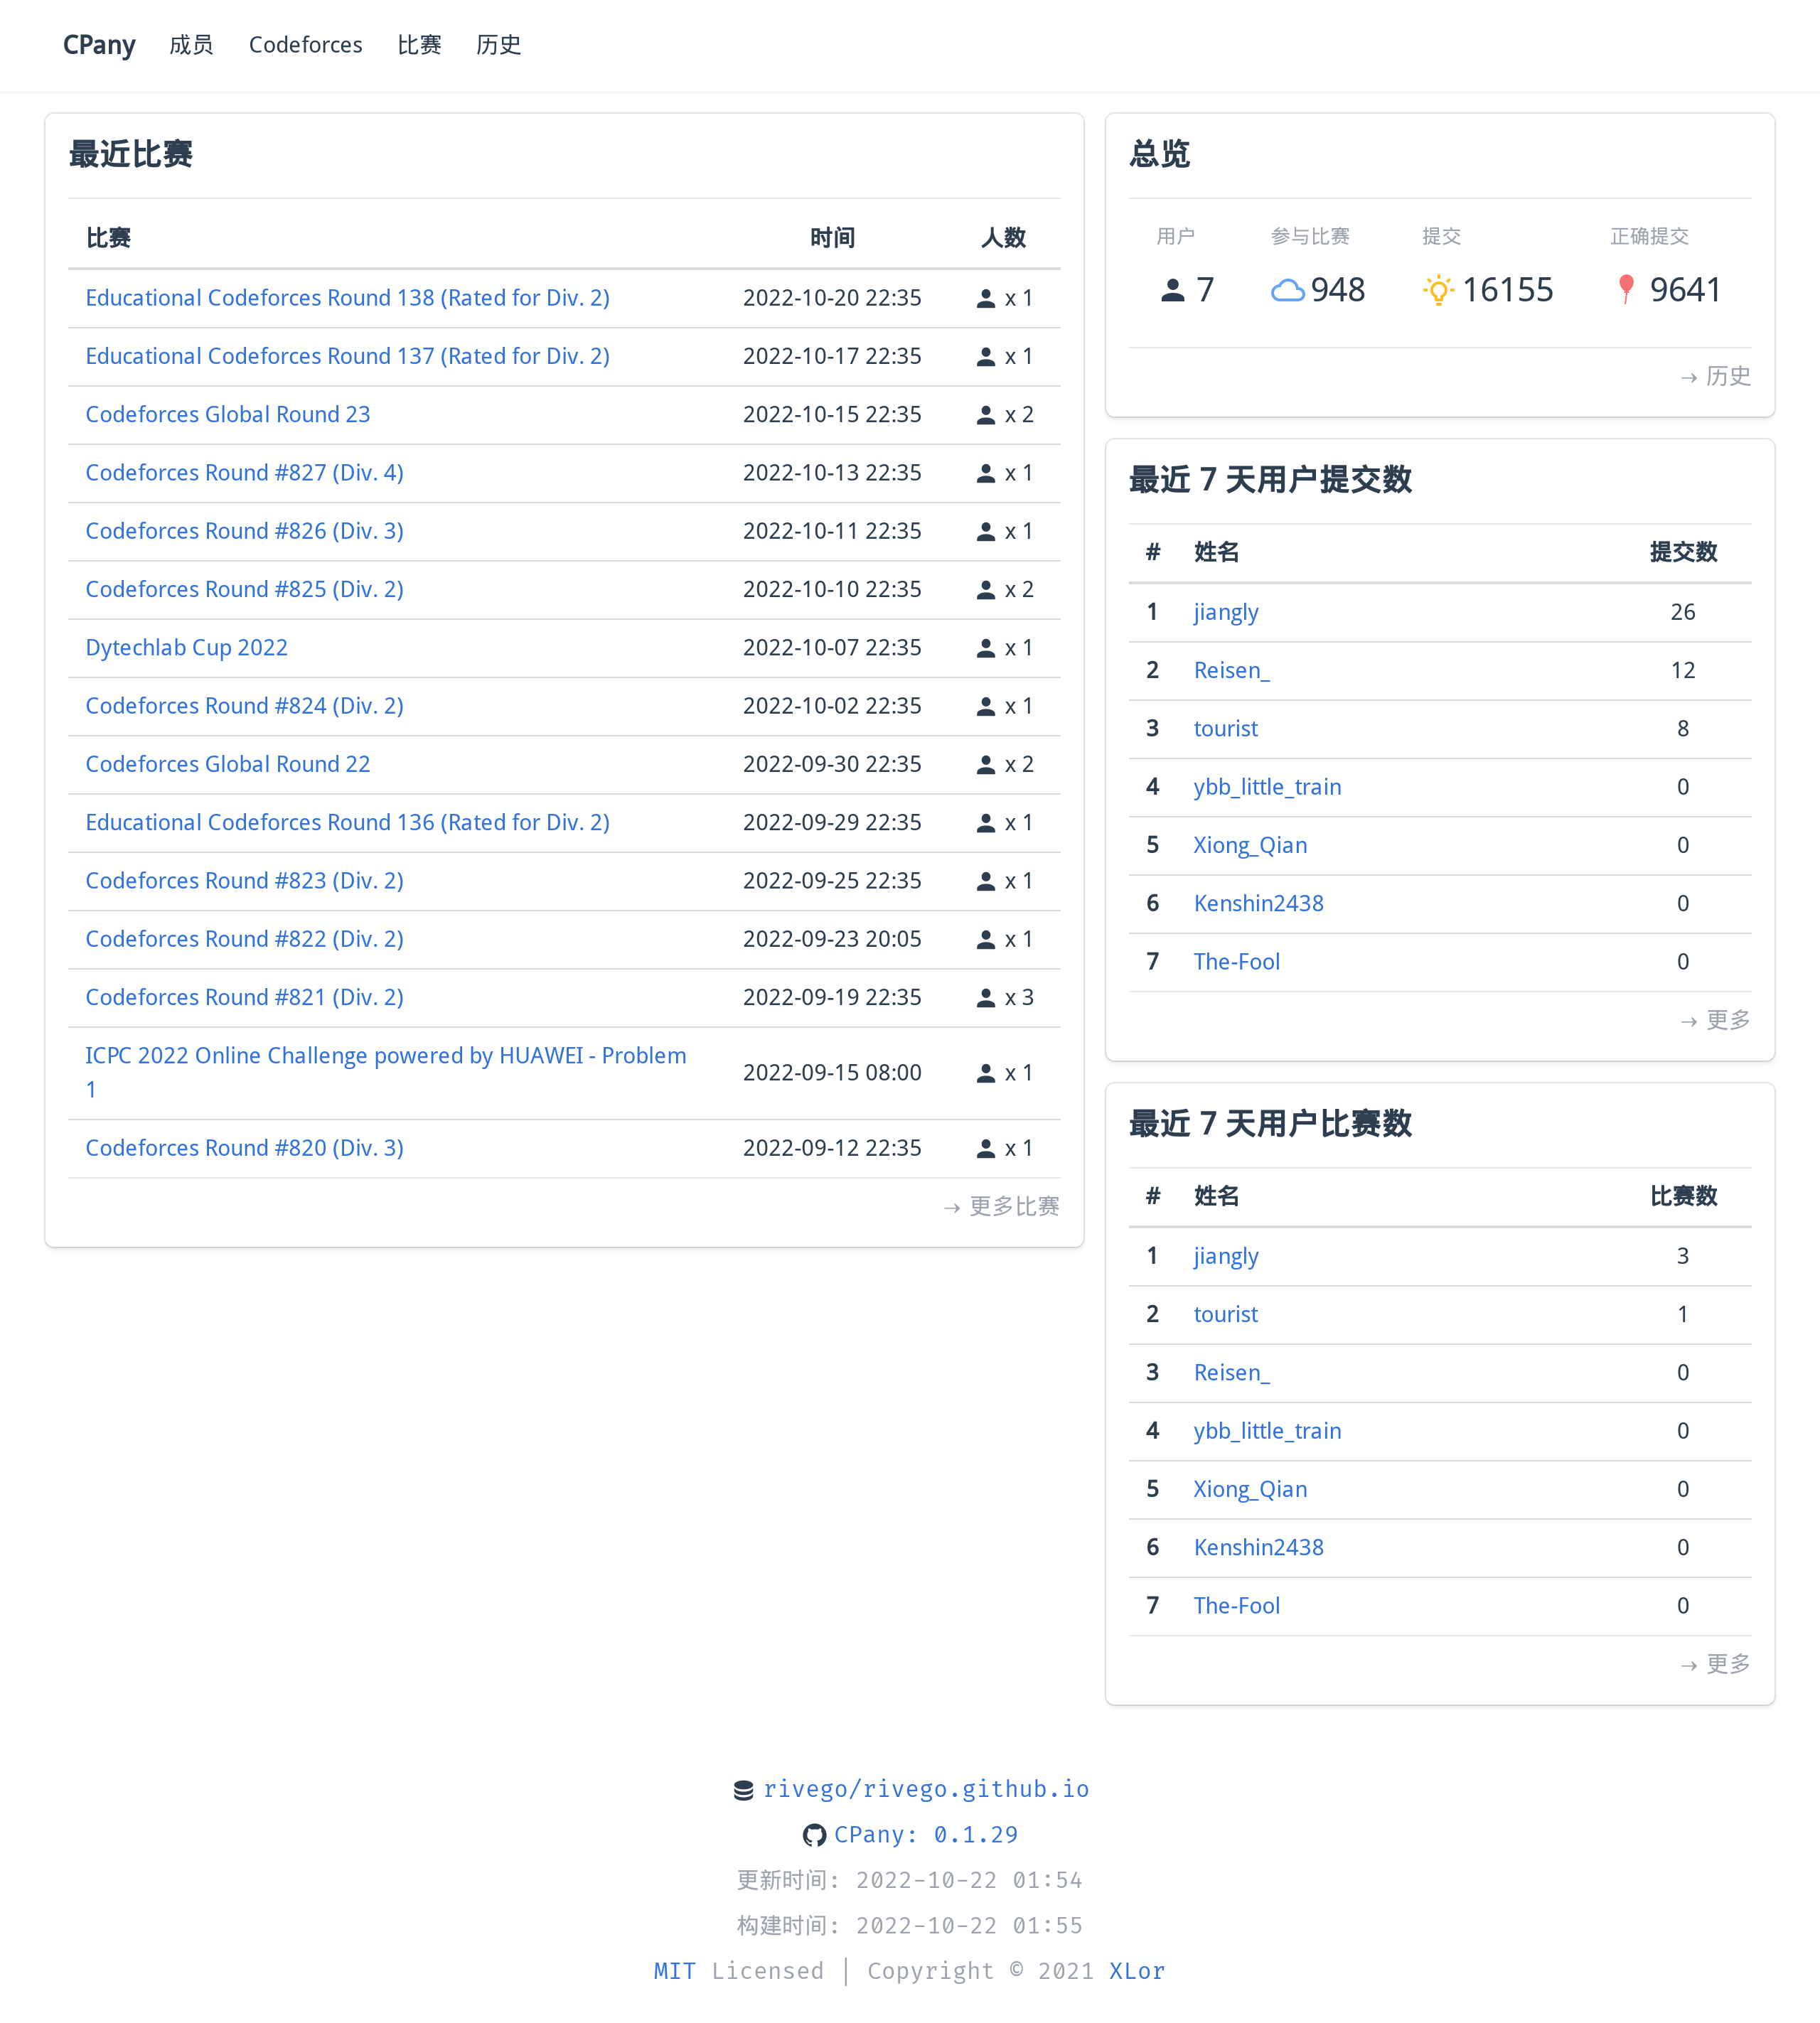 CPany 成员 Codeforces 比赛 历史
最近比赛
比赛 时间 人数
Educational Codeforces Round 138 (Rated for Div. 2) 2022-10-20 22:35 x 1
Educational Codeforces Round 137 (Rated for Div. 2) 2022-10-17 22:35 x 1
Codeforces Global Round 23 2022-10-15 22:35 x 2
Codeforces Round #827 (Div. 4) 2022-10-13 22:35 x 1
Codeforces Round #826 (Div. 3) 2022-10-11 22:35 x 1
Codeforces Round #825 (Div. 2) 2022-10-10 22:35 x 2
Dytechlab Cup 2022 2022-10-07 22:35 x 1
Codeforces Round #824 (Div. 2) 2022-10-02 22:35 x 1
Codeforces Global Round 22 2022-09-30 22:35 x 2
Educational Codeforces Round 136 (Rated for Div. 2) 2022-09-29 22:35 x 1
Codeforces Round #823 (Div. 2) 2022-09-25 22:35 x 1
Codeforces Round #822 (Div. 2) 2022-09-23 20:05 x 1
Codeforces Round #821 (Div. 2) 2022-09-19 22:35 x 3
ICPC 2022 Online Challenge powered by HUAWEI - Problem
1 2022-09-15 08:00 x 1
Codeforces Round #820 (Div. 3) 2022-09-12 22:35 x 1
→ 更多比赛
总览
用户 参与比赛 提交 正确提交
7 948 16155 9641
→ 历史
最近 7 天用户提交数
# 姓名 提交数
1 jiangly 26
2 Reisen_ 12
3 tourist 8
4 ybb_little_train 0
5 Xiong_Qian 0
6 Kenshin2438 0
7 The-Fool 0
→ 更多
最近 7 天用户比赛数
# 姓名 比赛数
1 jiangly 3
2 tourist 1
3 Reisen_ 0
4 ybb_little_train 0
5 Xiong_Qian 0
6 Kenshin2438 0
7 The-Fool 0
→ 更多
rivego/rivego.github.io
CPany: 0.1.29
更新时间: 2022-10-22 01:54
构建时间: 2022-10-22 01:55
MIT Licensed | Copyright © 2021 XLor